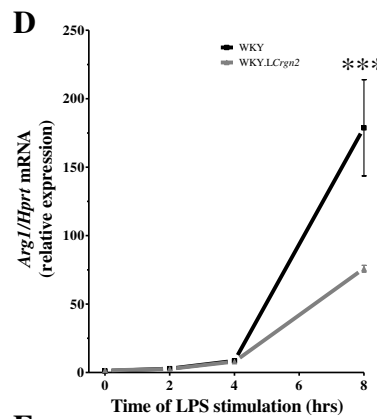 D
WKY
WKY.LCrgn2
***
250
200
150
100
50
0
Arg1/Hprt mRNA
(relative expression)
0 2 4 6 8
Time of LPS stimulation (hrs)